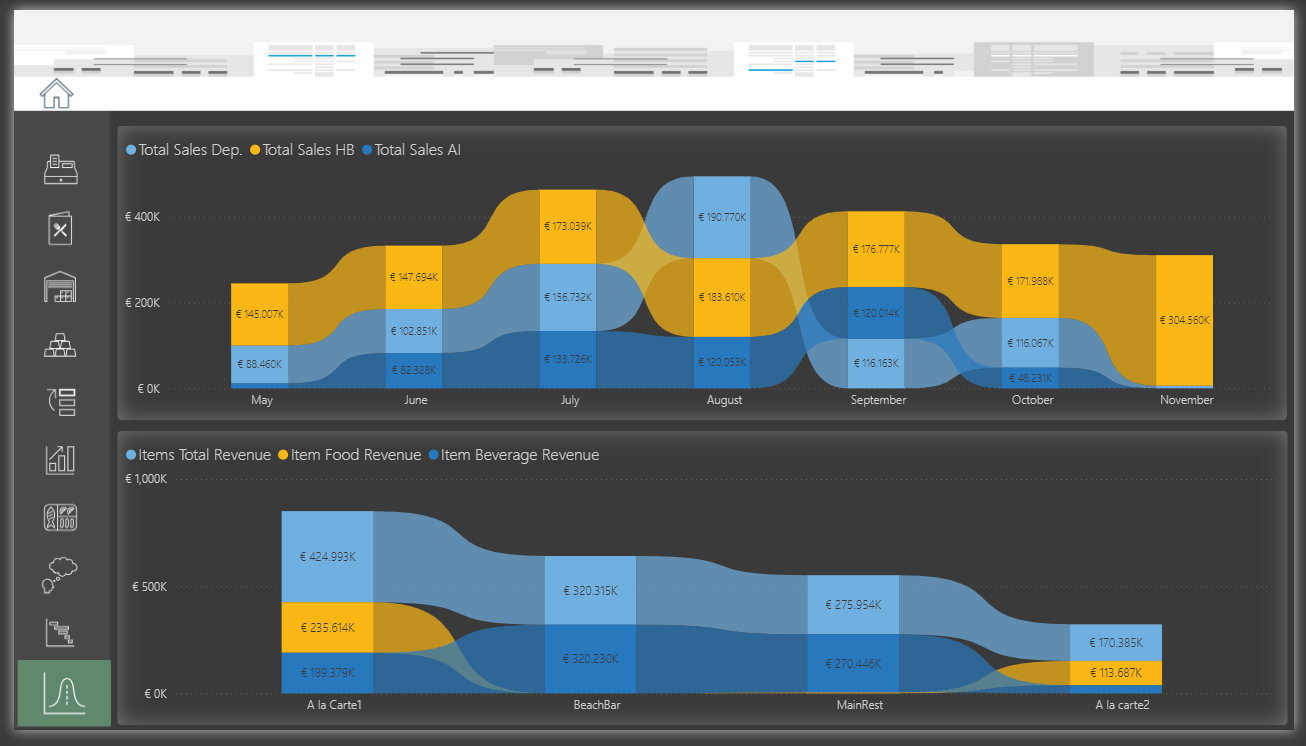 Total Sales Dep. Total Sales HB Total Sales AI
€ 400K
€ 200K
€ 0K
€ 145.007K
€ 88.460K
€ 147.694K
€ 102.851K
€ 82.328K
€ 173.039K
€ 156.732K
€ 133.726K
€ 190.770K
€ 183.610K
€ 120.053K
€ 176.777K
€ 120.014K
€ 116.163K
€ 171.988K
€ 116.067K
€ 48.231K
€ 304.560K
May June July August September October November
Items Total Revenue Item Food Revenue Item Beverage Revenue
€ 1,000K
€ 500K
€ 0K
€ 424.993K
€ 235.614K
€ 189.379K
€ 320.315K
€ 320.230K
€ 275.954K
€ 270.446K
€ 170.385K
€ 113.687K
A la Carte1 BeachBar MainRest A la carte2